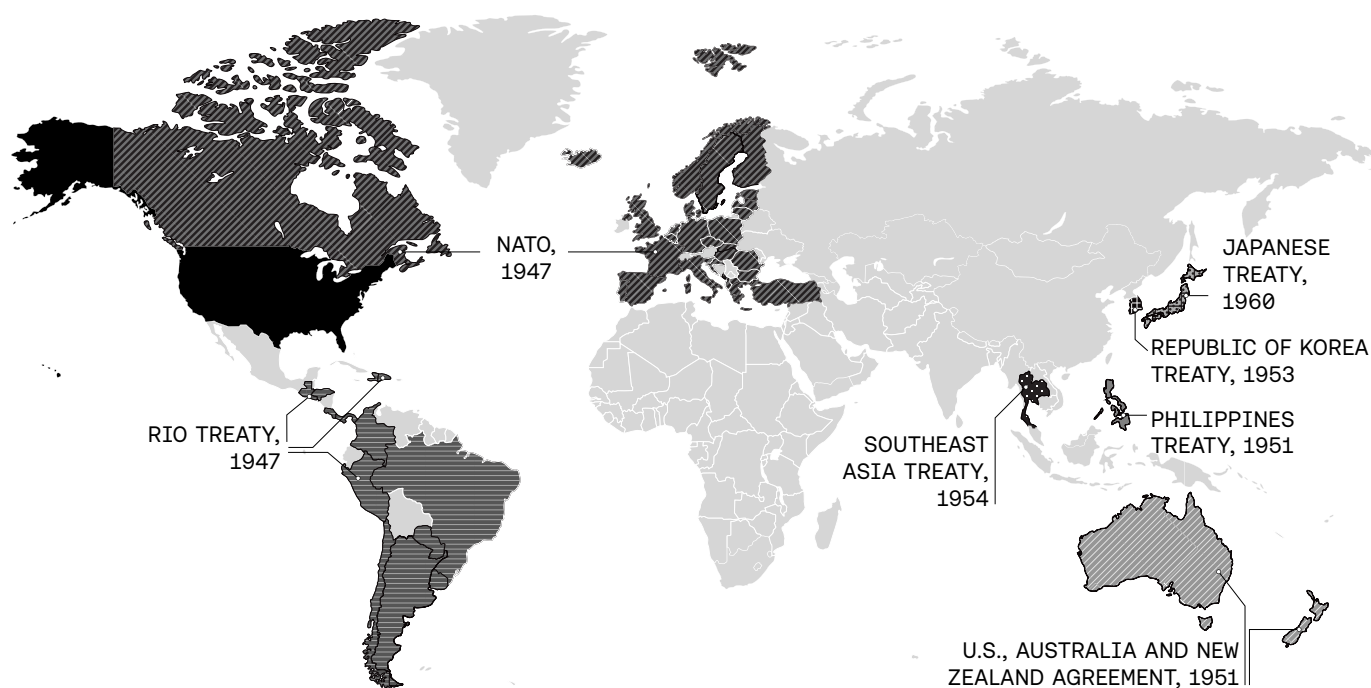 NATO,
1947
RIO TREATY,
1947
JAPANESE
TREATY,
1960
REPUBLIC OF KOREA
TREATY, 1953
PHILIPPINES
TREATY, 1951
SOUTHEAST
ASIA TREATY,
1954
U.S., AUSTRALIA AND NEW
ZEALAND AGREEMENT, 1951